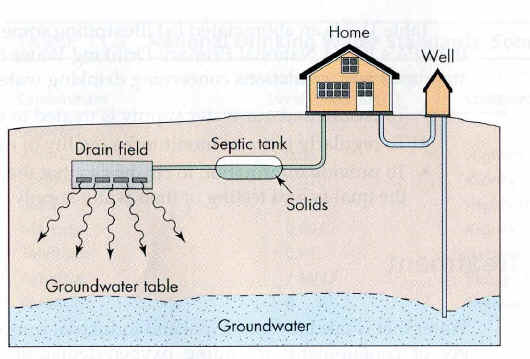 Home
Well
Drain field
Septic tank
Solids
Groundwater table
Groundwater